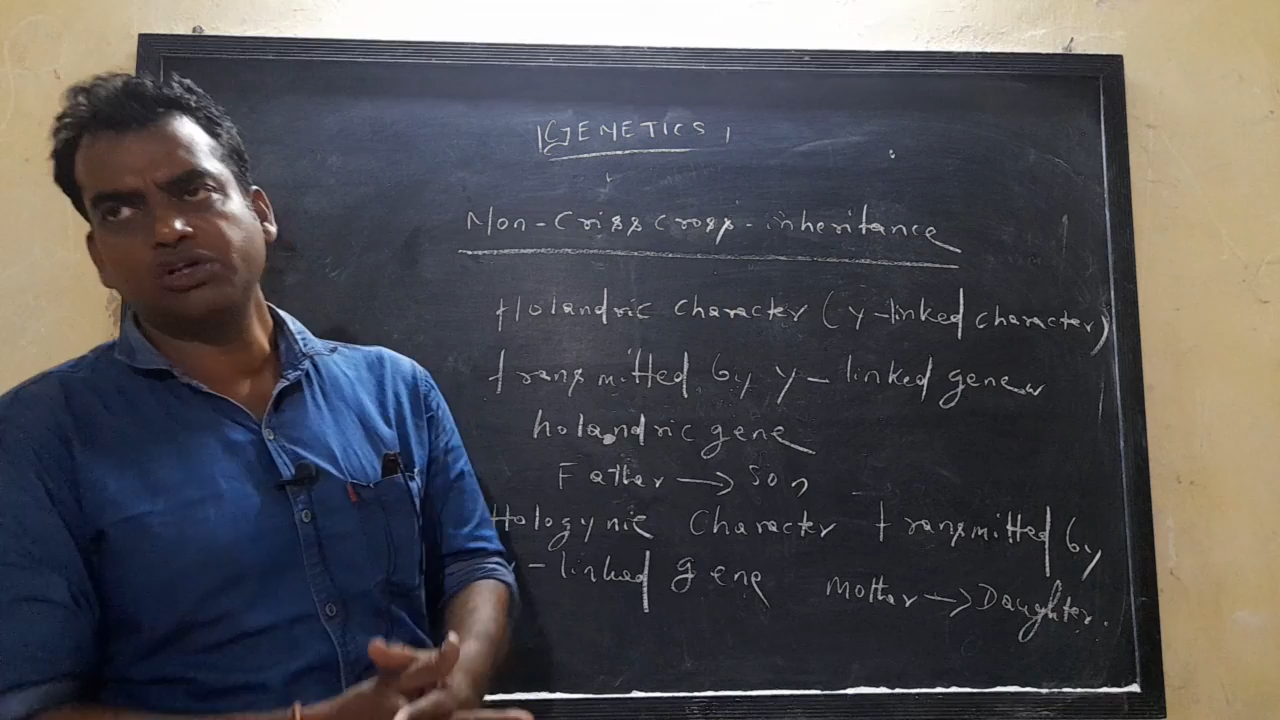 GENETICS
Non-Criss Cross-inheritance
Holandric character (y-linked character)
transmitted by y-linked genes
holandric gene
Father → Son
Hologynic Character transmitted by
-linked gene Mother → Daughter.